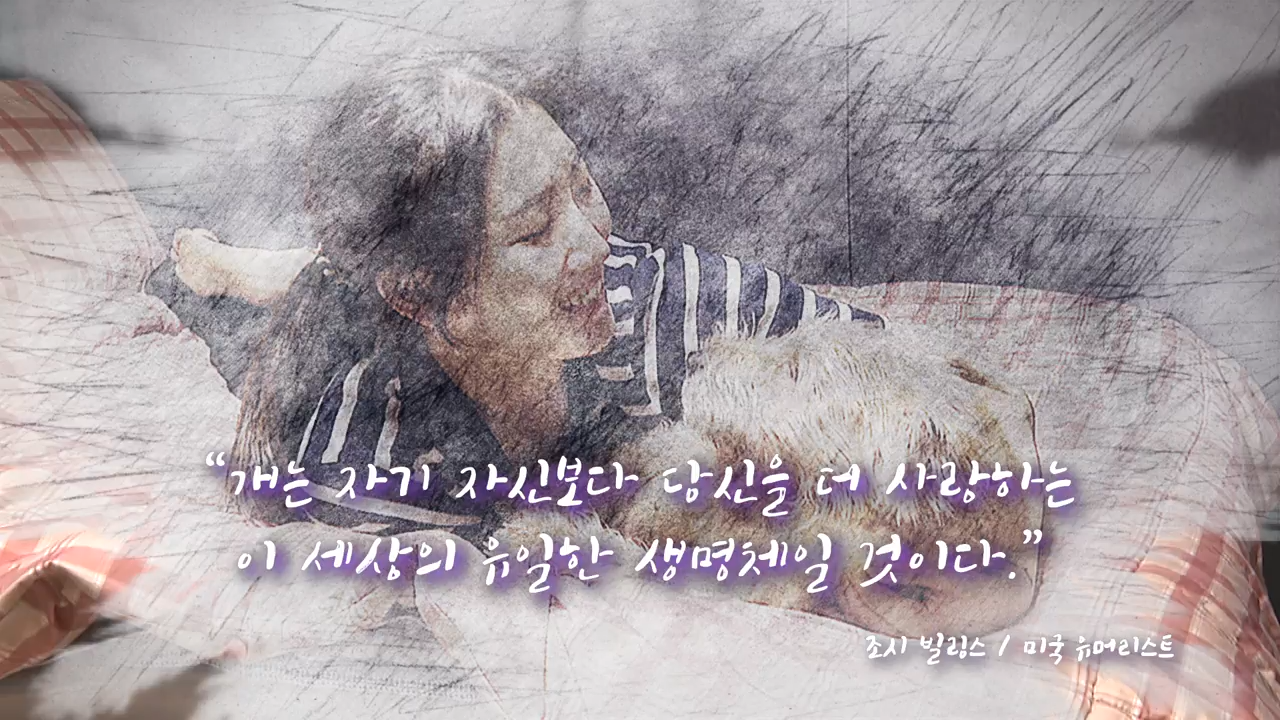 “개는 자기 자신보다 당신을 더 사랑하는
이 세상의 유일한 생명체일 것이다.”
조시 빌링스 / 미국 유머리스트